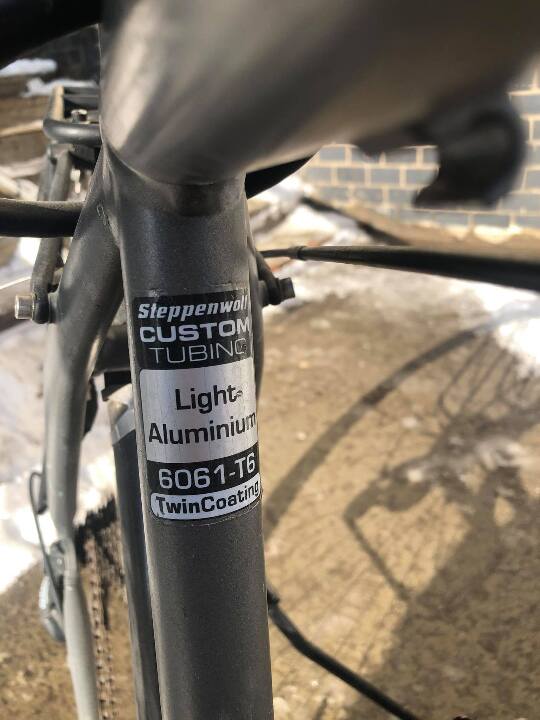 Steppenwolf
CUSTOM
TUBING
Light-
Aluminium
6061-T6
TwinCoating